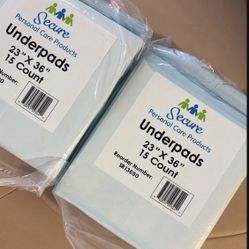 Secure
Personal Care Products
Underpads
23" X 36"
15 Count
Secure
Personal Care Products
Underpads
23" X 36"
15 Count
Reorder Number: